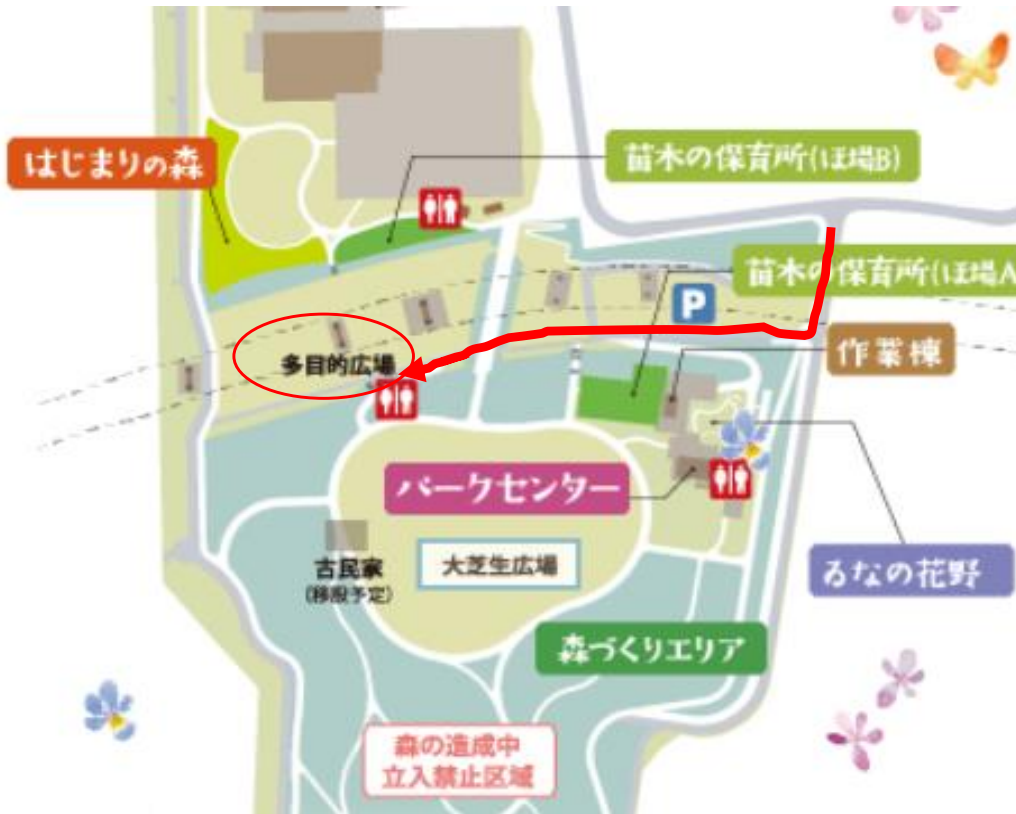 はじまりの森
苗木の保育所(ほ場B)
苗木の保育所(ほ場A
P
作業棟
多目的広場
パークセンター
古民家
(移設予定)
大芝生広場
るなの花野
森づくりエリア
森の造成中
立入禁止区域